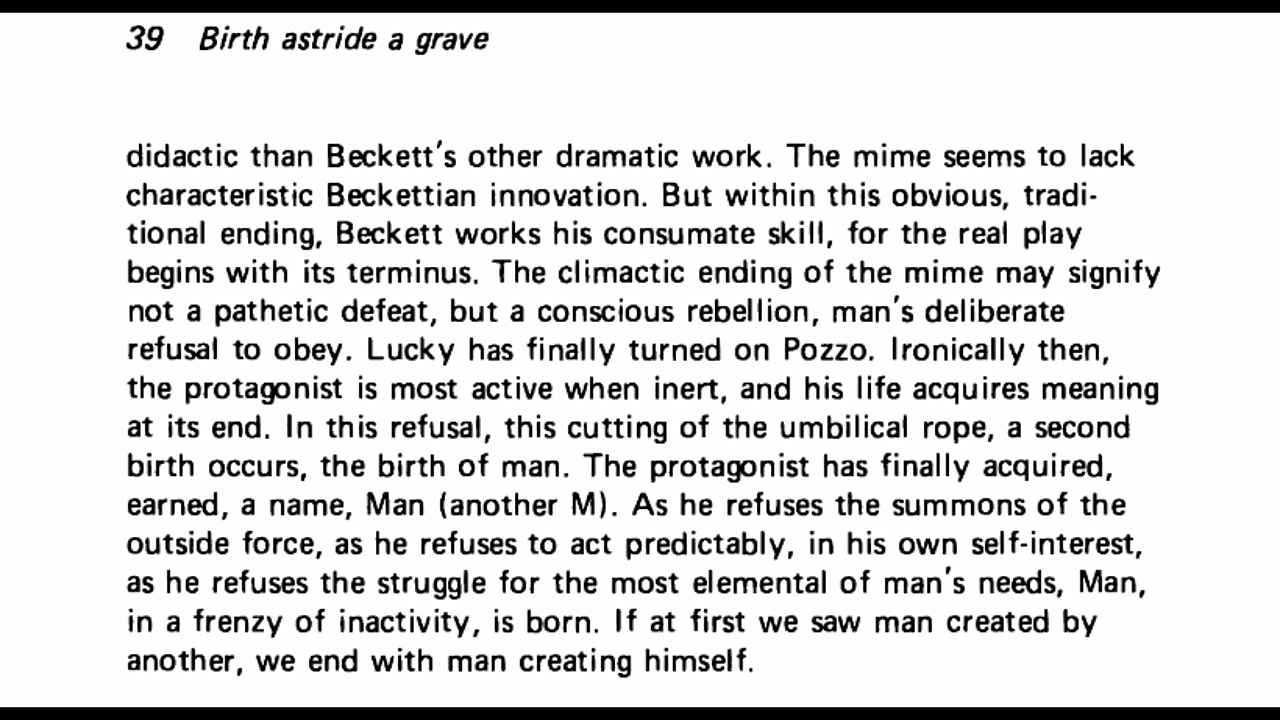 39 Birth astride a grave
didactic than Beckett's other dramatic work. The mime seems to lack
characteristic Beckettian innovation. But within this obvious, tradi-
tional ending, Beckett works his consumate skill, for the real play
begins with its terminus. The climactic ending of the mime may signify
not a pathetic defeat, but a conscious rebellion, man's deliberate
refusal to obey. Lucky has finally turned on Pozzo. Ironically then,
the protagonist is most active when inert, and his life acquires meaning
at its end. In this refusal, this cutting of the umbilical rope, a second
birth occurs, the birth of man. The protagonist has finally acquired,
earned, a name, Man (another M). As he refuses the summons of the
outside force, as he refuses to act predictably, in his own self-interest,
as he refuses the struggle for the most elemental of man's needs, Man,
in a frenzy of inactivity, is born. If at first we saw man created by
another, we end with man creating himself.